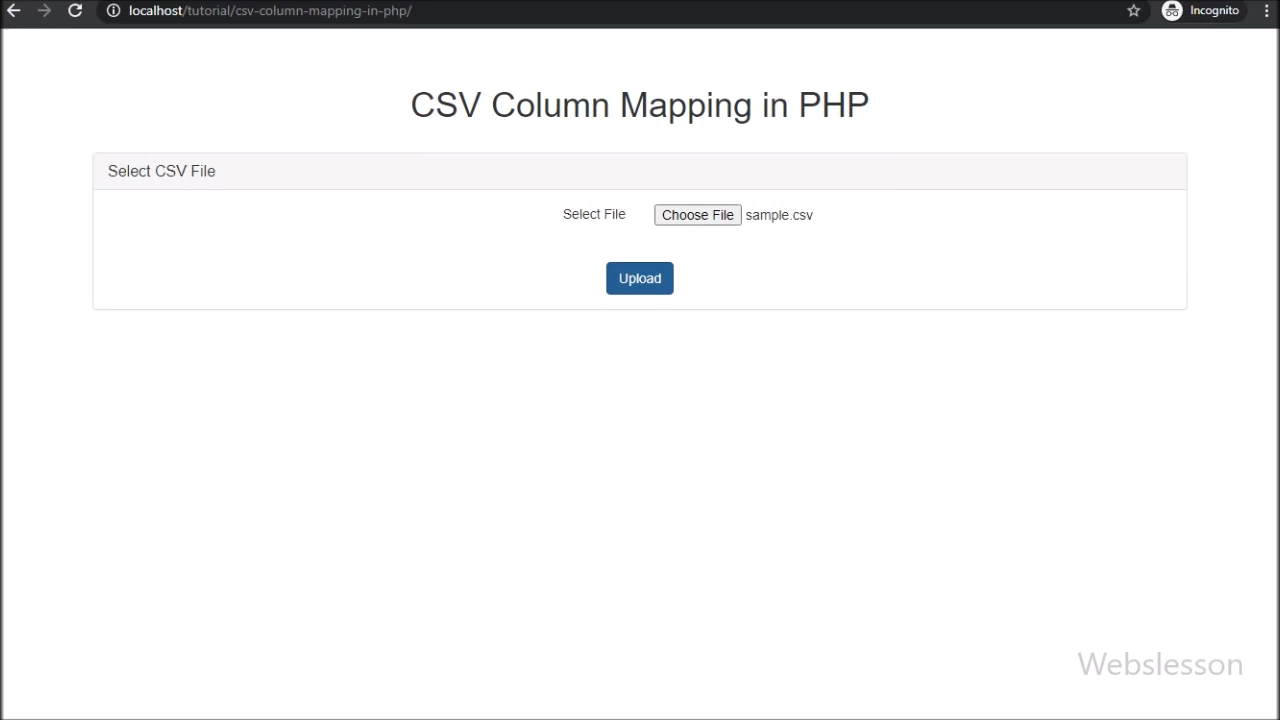 localhost/tutorial/csv-column-mapping-in-php/
Incognito
CSV Column Mapping in PHP
Select CSV File
Select File
Choose File sample.csv
Upload
Webslesson